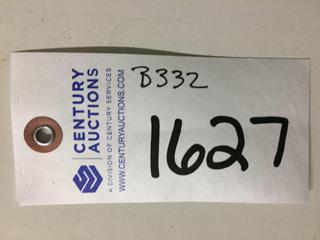 CENTURY
AUCTIONS
A DIVISION OF CENTURY SERVICES
WWW.CENTURYAUCTIONS.COM
B332
1627